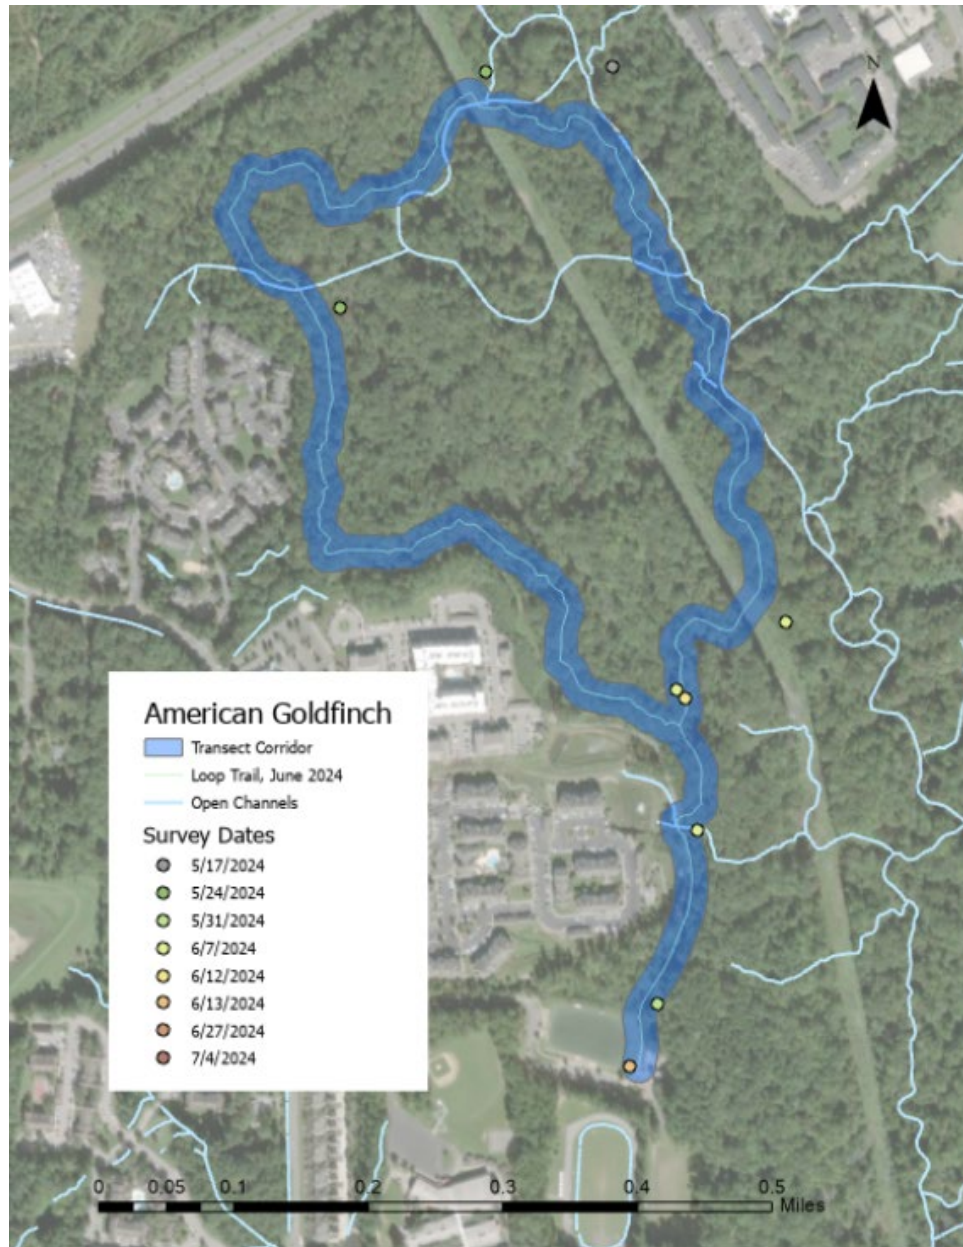 N
American Goldfinch
Transect Corridor
Loop Trail, June 2024
Open Channels
Survey Dates
5/17/2024
5/24/2024
5/31/2024
6/7/2024
6/12/2024
6/13/2024
6/27/2024
7/4/2024
0 0.05 0.1 0.2 0.3 0.4 0.5
Miles